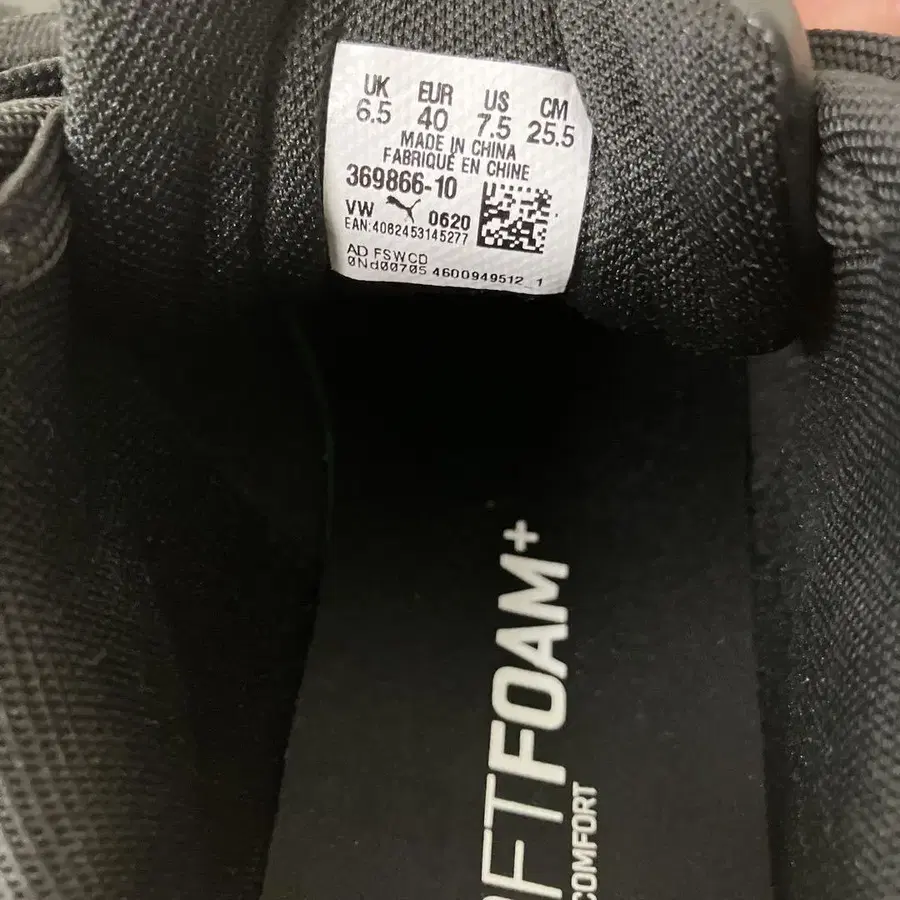 UK EUR US CM
6.5 40 7.5 25.5
MADE IN CHINA
FABRIQUÉ EN CHINE
369866-10
VW 0620
EAN:4062453145277
AD FSWCD
0Nd00705 4600949512_1
OFTFOAM+
COMFORT